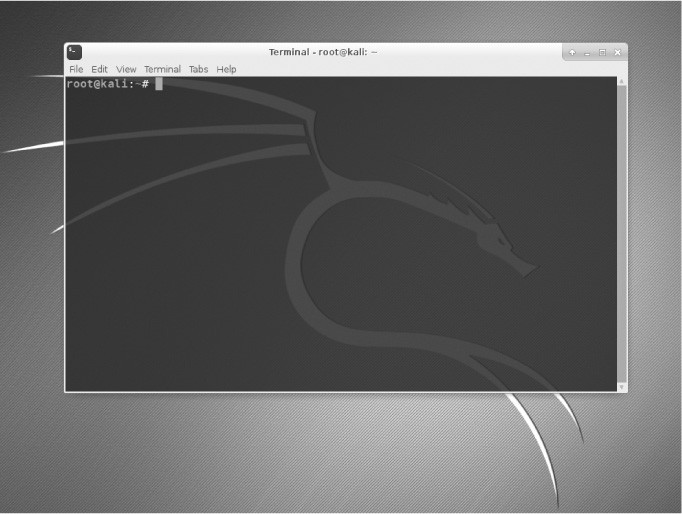 Terminal - root@kali: ~
File Edit View Terminal Tabs Help
root@kali:~#